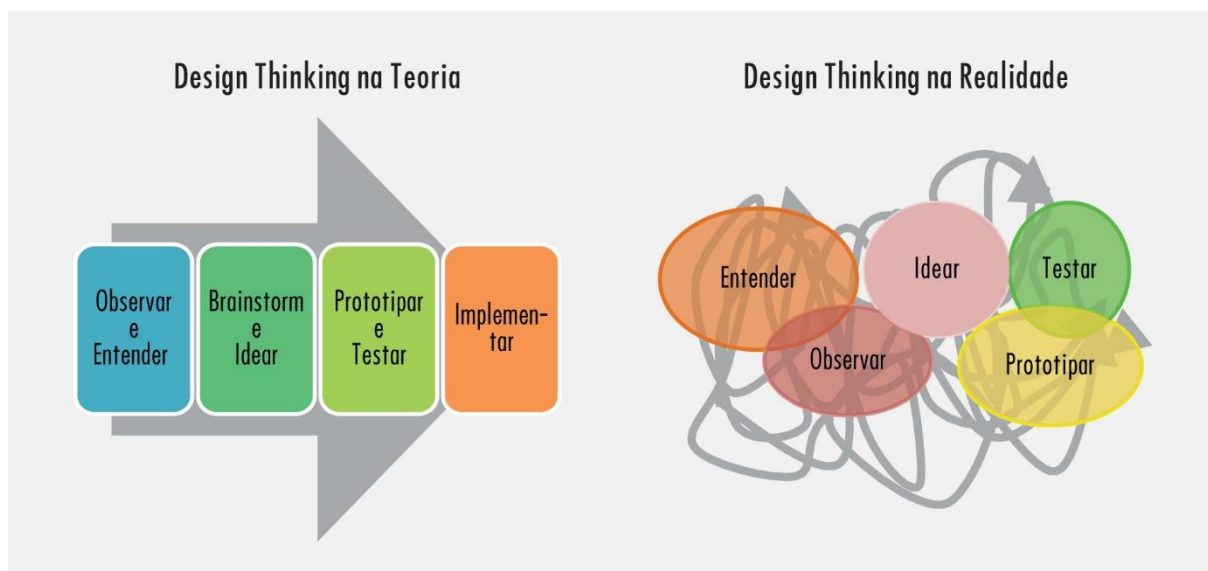 Design Thinking na Teoria
Observar
e
Entender
Brainstorm
e
Idear
Prototipar
e
Testar
Implemen-
tar
Design Thinking na Realidade
Entender
Observar
Idear
Testar
Prototipar